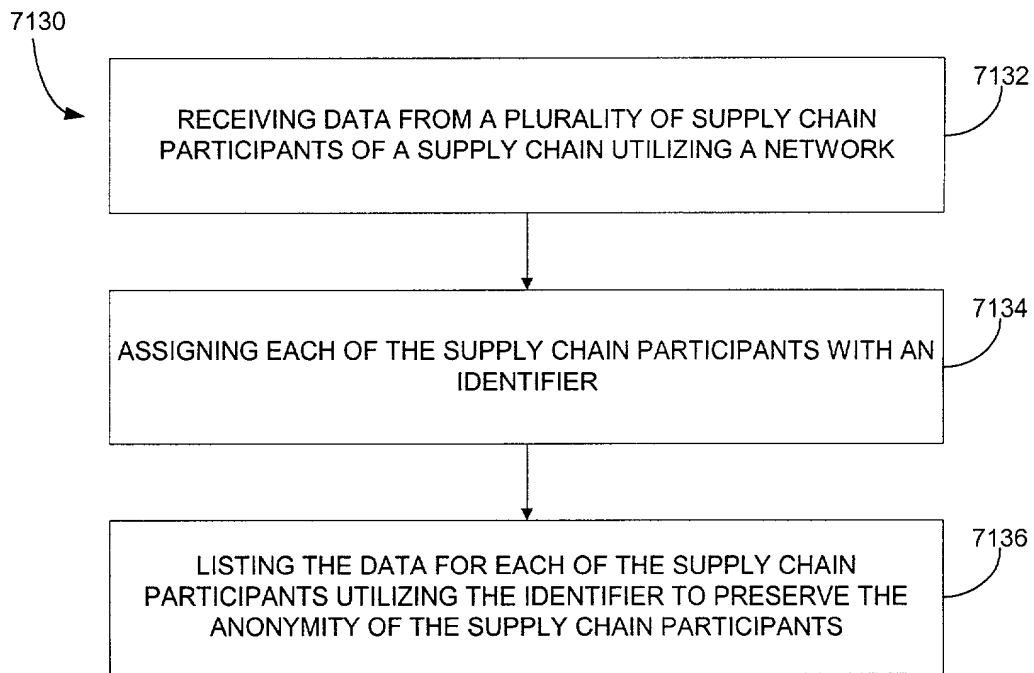 7130
7132
RECEIVING DATA FROM A PLURALITY OF SUPPLY CHAIN
PARTICIPANTS OF A SUPPLY CHAIN UTILIZING A NETWORK
7134
ASSIGNING EACH OF THE SUPPLY CHAIN PARTICIPANTS WITH AN
IDENTIFIER
7136
LISTING THE DATA FOR EACH OF THE SUPPLY CHAIN
PARTICIPANTS UTILIZING THE IDENTIFIER TO PRESERVE THE
ANONYMITY OF THE SUPPLY CHAIN PARTICIPANTS